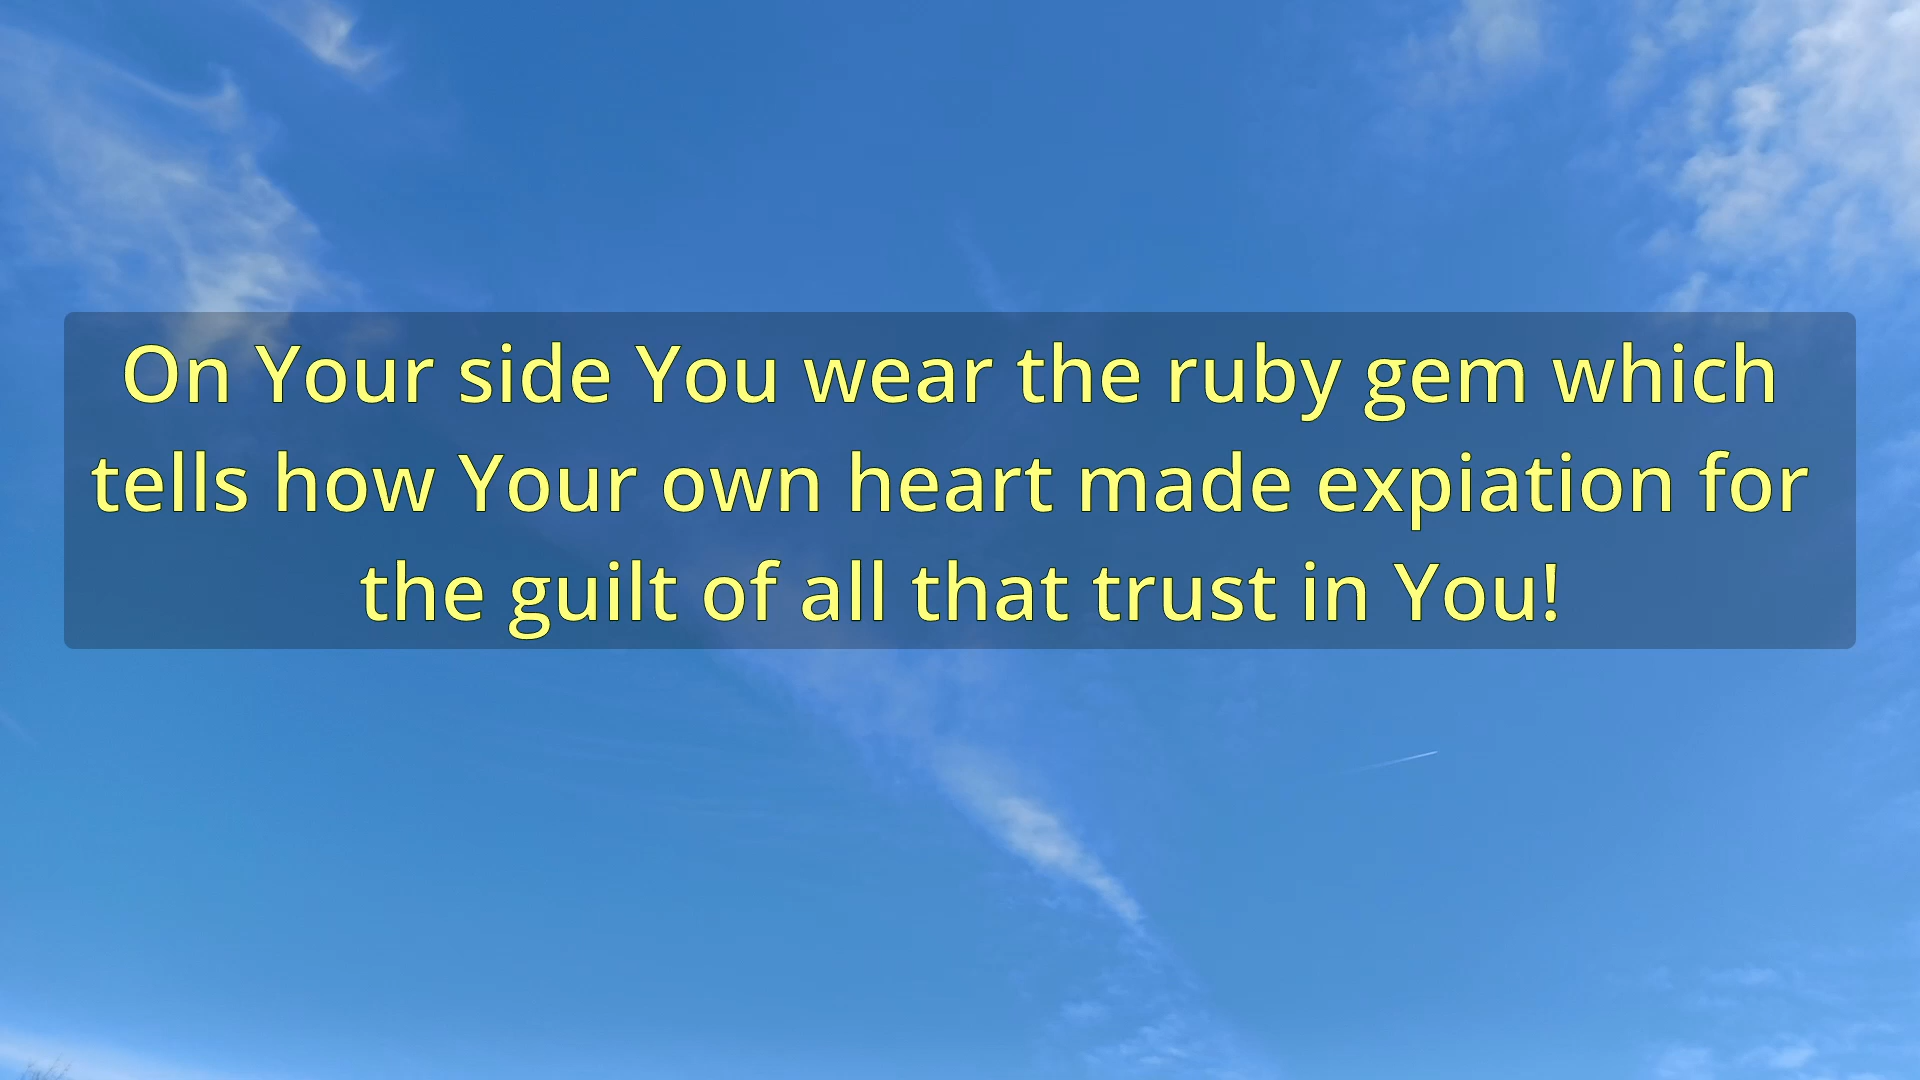 On Your side You wear the ruby gem which
tells how Your own heart made expiation for
the guilt of all that trust in You!